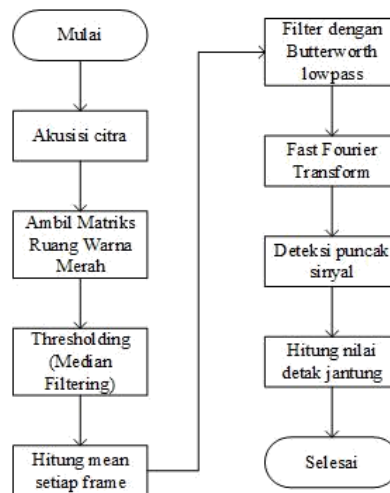 Mulai
Akusisi citra
Ambil Matriks
Ruang Warna
Merah
Thresholding
(Median
Filtering)
Hitung mean
setiap frame
Filter dengan
Butterworth
lowpass
Fast Fourier
Transform
Deteksi puncak
sinyal
Hitung nilai
detak jantung
Selesai